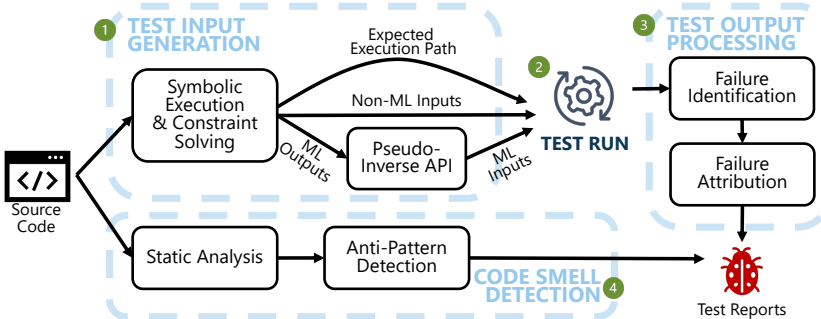 1
TEST INPUT
GENERATION
Expected
Execution Path
Symbolic
Execution
& Constraint
Solving
Non-ML Inputs
ML
Outputs
Pseudo-
Inverse API
ML
Inputs
2
TEST RUN
3
TEST OUTPUT
PROCESSING
Failure
Identification
Failure
Attribution
</>
Source
Code
Static Analysis
Anti-Pattern
Detection
CODE SMELL
DETECTION
4
Test Reports